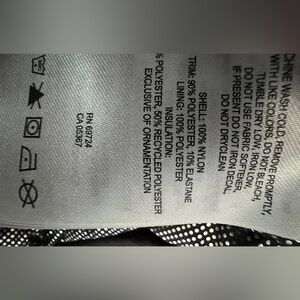 CHINE WASH COLD, REMOVE PROMPTLY,
WITH LIKE COLORS, DO NOT BLEACH,
TUMBLE DRY LOW, IRON LOW.
DO NOT USE FABRIC SOFTENER.
IF PRESENT DO NOT IRON DECAL,
DO NOT DRYCLEAN
SHELL: 100% NYLON
TRIM: 90% POLYESTER, 10% ELASTANE
LINING: 100% POLYESTER
INSULATION:
% POLYESTER, 50% RECYCLED POLYESTER
EXCLUSIVE OF ORNAMENTATION
RN 69724
CA 05367